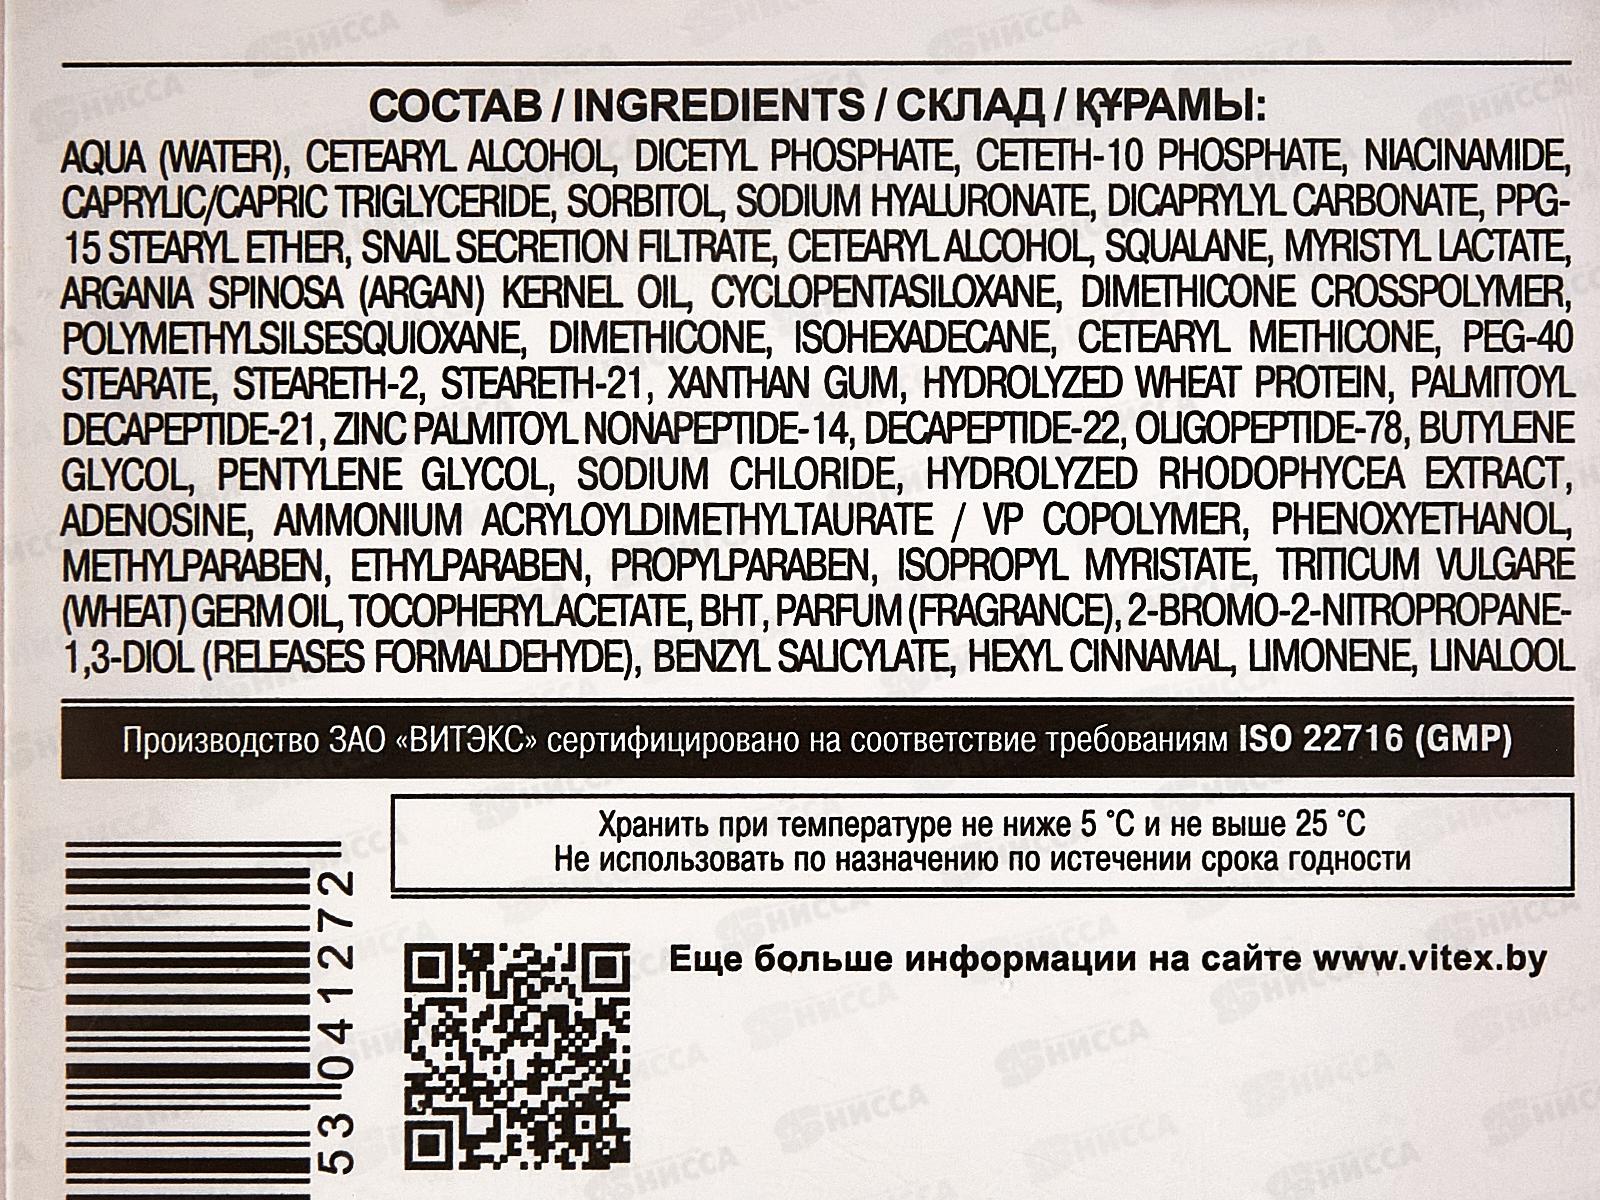 СОСТАВ / INGREDIENTS / СКЛАД / ҚҰРАМЫ:
AQUA (WATER), CETEARYL ALCOHOL, DICETYL PHOSPHATE, CETETH-10 PHOSPHATE, NIACINAMIDE,
CAPRYLIC/CAPRIC TRIGLYCERIDE, SORBITOL, SODIUM HYALURONATE, DICAPRYLYL CARBONATE, PPG-
15 STEARYL ETHER, SNAIL SECRETION FILTRATE, CETEARYL ALCOHOL, SQUALANE, MYRISTYL LACTATE,
ARGANIA SPINOSA (ARGAN) KERNEL OIL, CYCLOPENTASILOXANE, DIMETHICONE CROSSPOLYMER,
POLYMETHYLSILSESQUIOXANE, DIMETHICONE, ISOHEXADECANE, CETEARYL METHICONE, PEG-40
STEARATE, STEARETH-2, STEARETH-21, XANTHAN GUM, HYDROLYZED WHEAT PROTEIN, PALMITOYL
DECAPEPTIDE-21, ZINC PALMITOYL NONAPEPTIDE-14, DECAPEPTIDE-22, OLIGOPEPTIDE-78, BUTYLENE
GLYCOL, PENTYLENE GLYCOL, SODIUM CHLORIDE, HYDROLYZED RHODOPHYCEA EXTRACT,
ADENOSINE, AMMONIUM ACRYLOYLDIMETHYLTAURATE / VP COPOLYMER, PHENOXYETHANOL,
METHYLPARABEN, ETHYLPARABEN, PROPYLPARABEN, ISOPROPYL MYRISTATE, TRITICUM VULGARE
(WHEAT) GERM OIL, TOCOPHERYL ACETATE, BHT, PARFUM (FRAGRANCE), 2-BROMO-2-NITROPROPANE-
1,3-DIOL (RELEASES FORMALDEHYDE), BENZYL SALICYLATE, HEXYL CINNAMAL, LIMONENE, LINALOOL
Производство ЗАО «ВИТЭКС» сертифицировано на соответствие требованиям ISO 22716 (GMP)
Хранить при температуре не ниже 5 °С и не выше 25 °С
Не использовать по назначению по истечении срока годности
53 041272
Еще больше информации на сайте www.vitex.by
НИССА